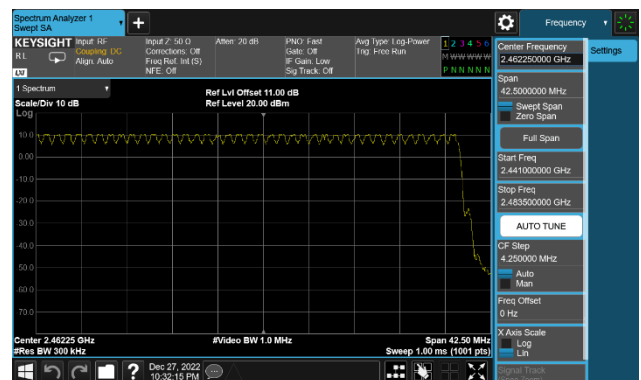 Spectrum Analyzer 1
Swept SA
Frequency
KEYSIGHT
RL
LW
Input: RF
Coupling: DC
Align: Auto
Input Z: 50 Ω
Corrections: Off
Freq Ref: Int (S)
NFE: Off
Atten: 20 dB
PNO: Fast
Gate: Off
IF Gain: Low
Sig Track: Off
Avg Type: Log-Power
Trig: Free Run
1 2 3 4 5 6
M W W W W W
P N N N N N
1 Spectrum
Scale/Div 10 dB
Log
Ref Lvl Offset 11.00 dB
Ref Level 20.00 dBm
10.0
0.00
-10.0
-20.0
-30.0
-40.0
-50.0
-60.0
-70.0
Center 2.46225 GHz
#Res BW 300 kHz
#Video BW 1.0 MHz
Span 42.50 MHz
Sweep 1.00 ms (1001 pts)
Dec 27, 2022
10:32:15 PM
Center Frequency
2.462250000 GHz
Settings
Span
42.5000000 MHz
Swept Span
Zero Span
Full Span
Start Freq
2.441000000 GHz
Stop Freq
2.483500000 GHz
AUTO TUNE
CF Step
4.250000 MHz
Auto
Man
Freq Offset
0 Hz
X Axis Scale
Log
Lin
Signal Track